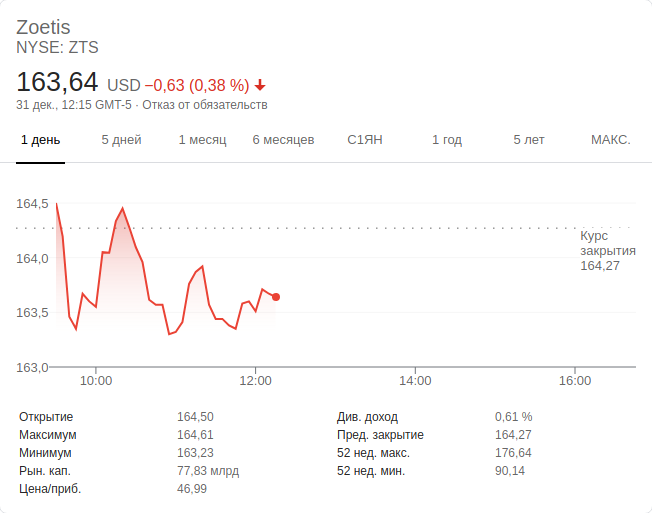 Zoetis
NYSE: ZTS
163,64 USD −0,63 (0,38 %)
31 дек., 12:15 GMT-5 · Отказ от обязательств
1 день 5 дней 1 месяц 6 месяцев С1ЯН 1 год 5 лет МАКС.
164,5
Курс
закрытия
164,27
164,0
163,5
163,0
10:00 12:00 14:00 16:00
Открытие 164,50 Див. доход 0,61 %
Максимум 164,61 Пред. закрытие 164,27
Минимум 163,23 52 нед. макс. 176,64
Рын. кап. 77,83 млрд 52 нед. мин. 90,14
Цена/приб. 46,99